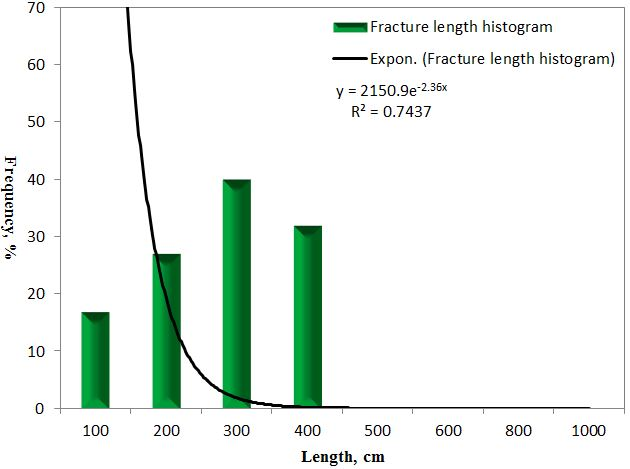 70
60
50
40
30
20
10
0
Frequency, %
Fracture length histogram
Expon. (Fracture length histogram)
y = 2150.9e^-2.36x
R² = 0.7437
100 200 300 400 500 600 800 1000
Length, cm